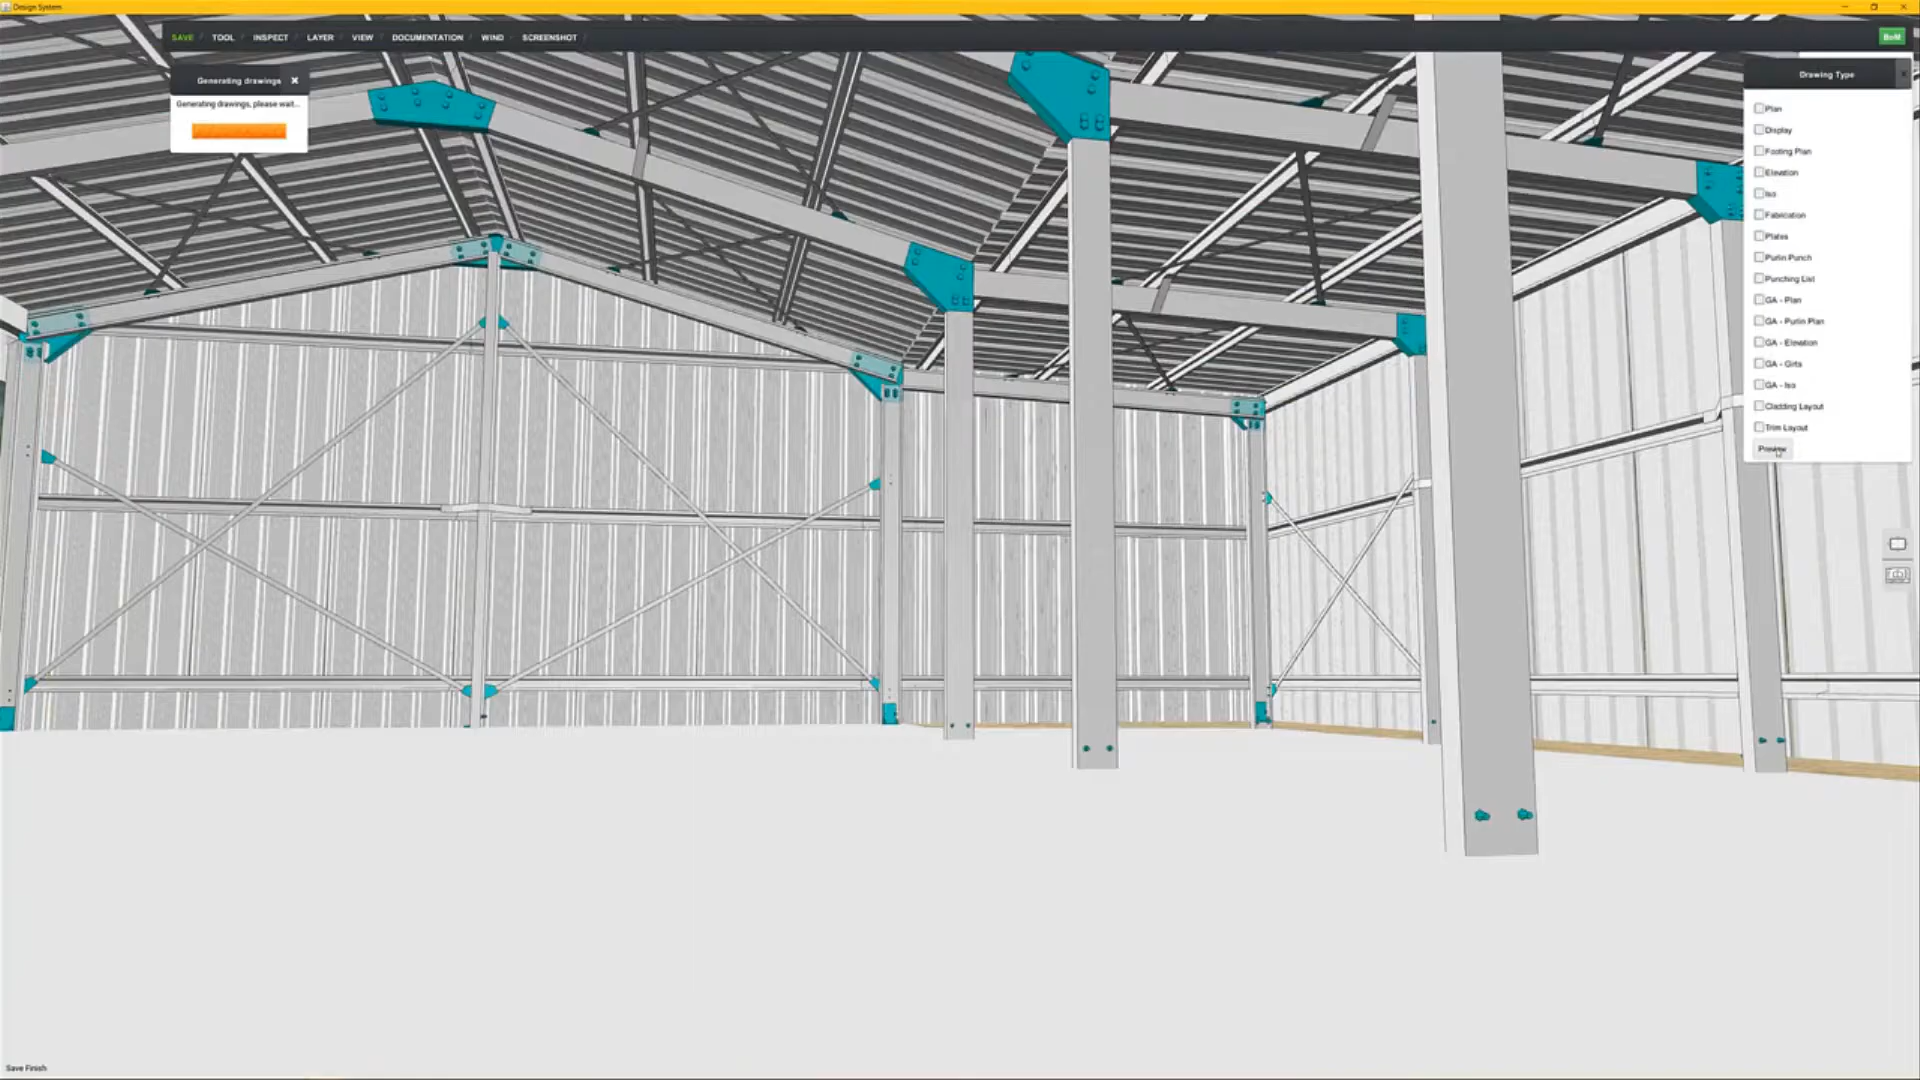 Design System
SAVE / TOOL / INSPECT / LAYER / VIEW / DOCUMENTATION / WIND / SCREENSHOT /
BoM
Generating drawings
Generating drawings, please wait...
Drawing Type
Plan
Display
Footing Plan
Elevation
Iso
Fabrication
Plates
Purlin Punch
Punching List
GA - Plan
GA - Purlin Plan
GA - Elevation
GA - Girts
GA - Iso
Cladding Layout
Trim Layout
Preview
Save Finish